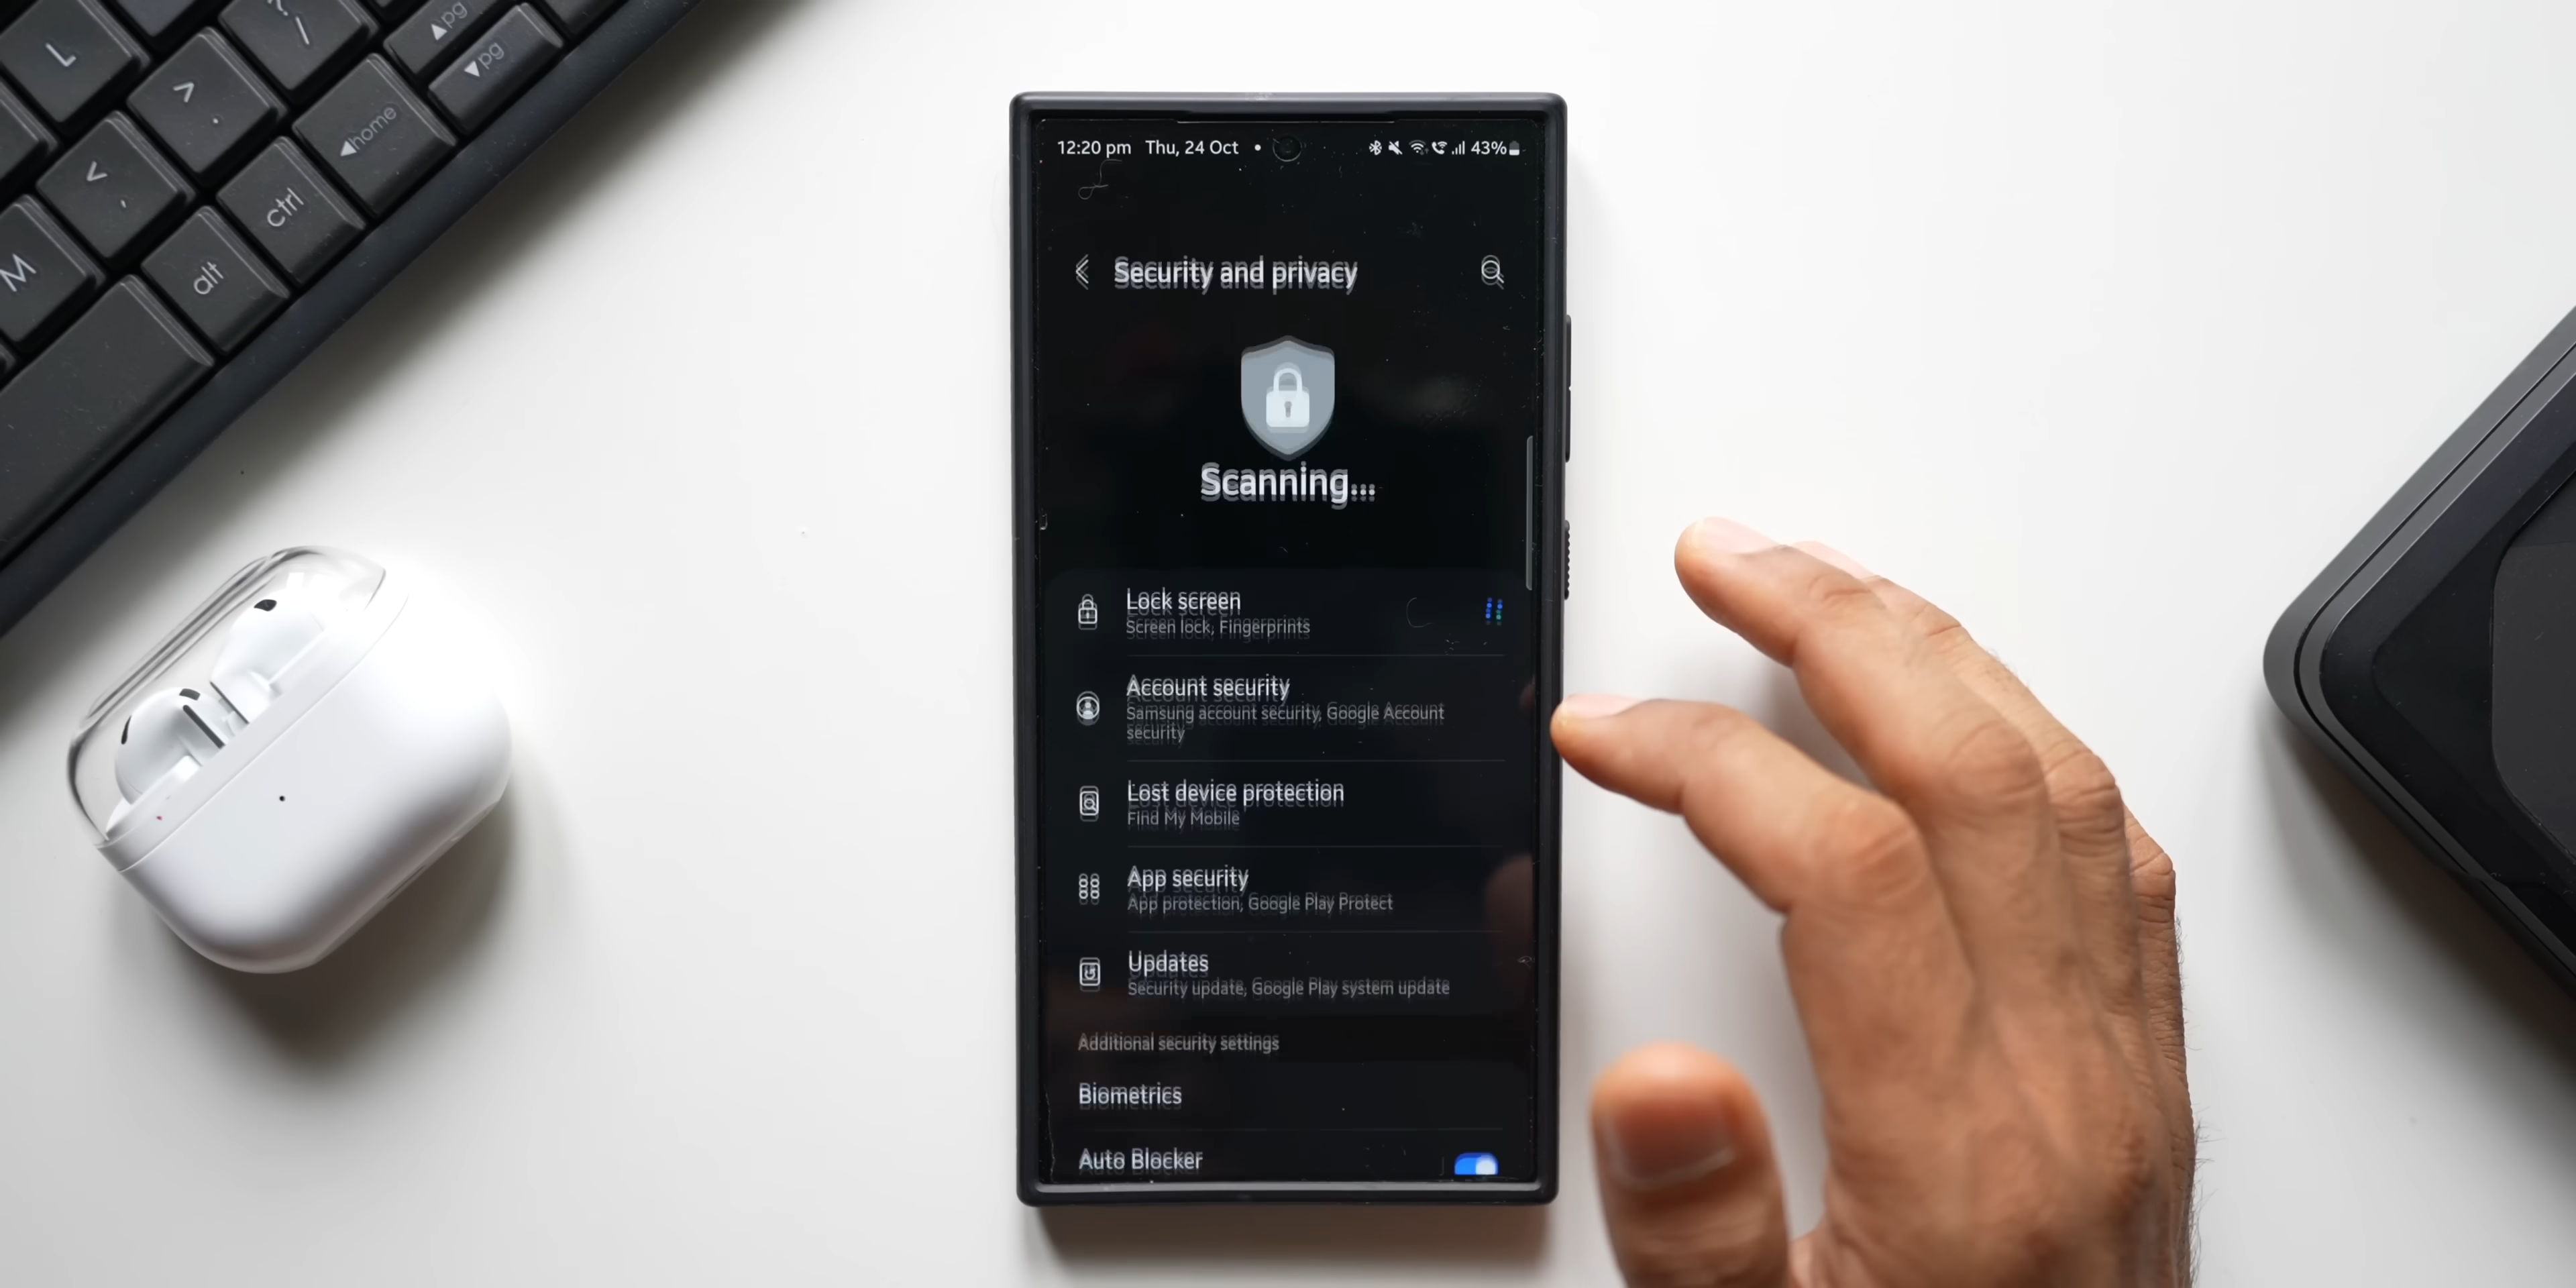 L
?
/
pg
pg
>
.
home
<
,
ctrl
M
alt
12:20 pm Thu, 24 Oct • 43%
Security and privacy
Scanning...
Lock screen
Screen lock, Fingerprints
Account security
Samsung account security, Google Account
security
Lost device protection
Find My Mobile
App security
App protection, Google Play Protect
Updates
Security update, Google Play system update
Additional security settings
Biometrics
Auto Blocker